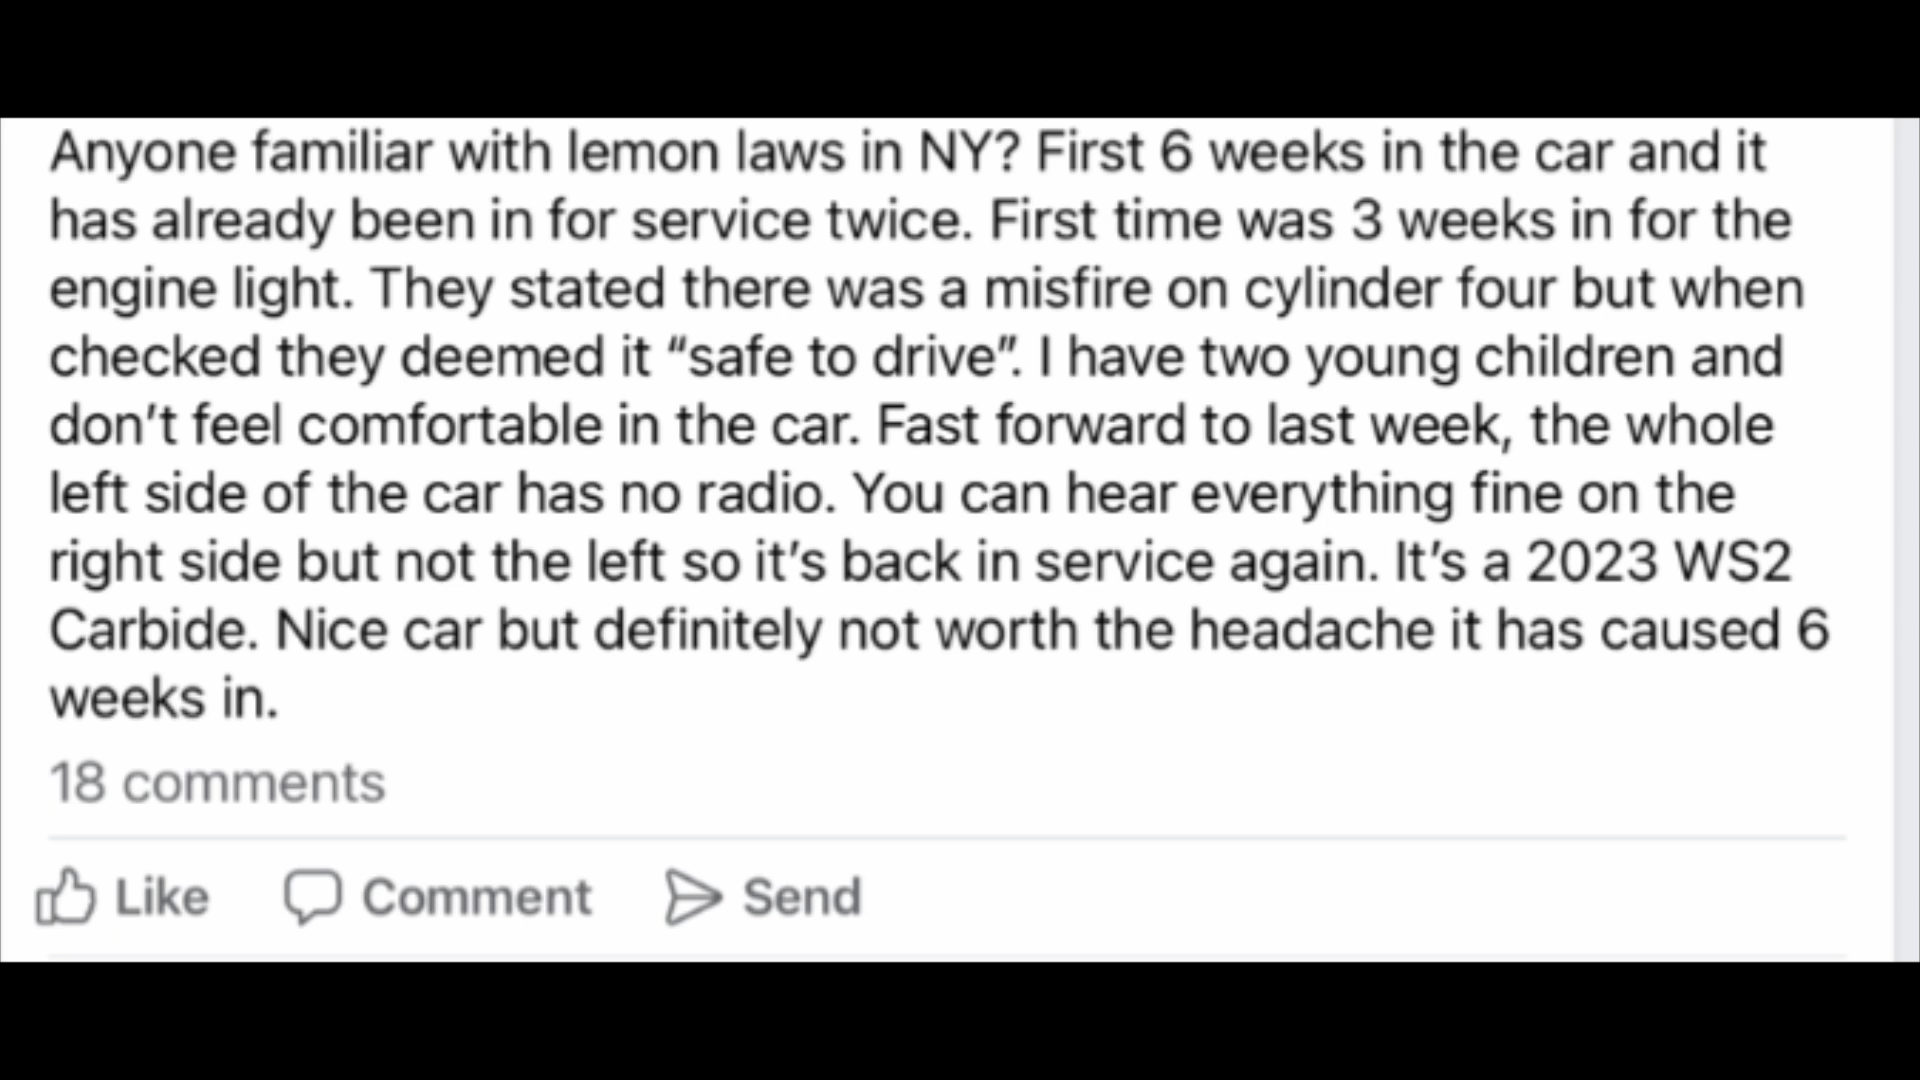 Anyone familiar with lemon laws in NY? First 6 weeks in the car and it
has already been in for service twice. First time was 3 weeks in for the
engine light. They stated there was a misfire on cylinder four but when
checked they deemed it “safe to drive”. I have two young children and
don’t feel comfortable in the car. Fast forward to last week, the whole
left side of the car has no radio. You can hear everything fine on the
right side but not the left so it’s back in service again. It’s a 2023 WS2
Carbide. Nice car but definitely not worth the headache it has caused 6
weeks in.
18 comments
Like Comment Send